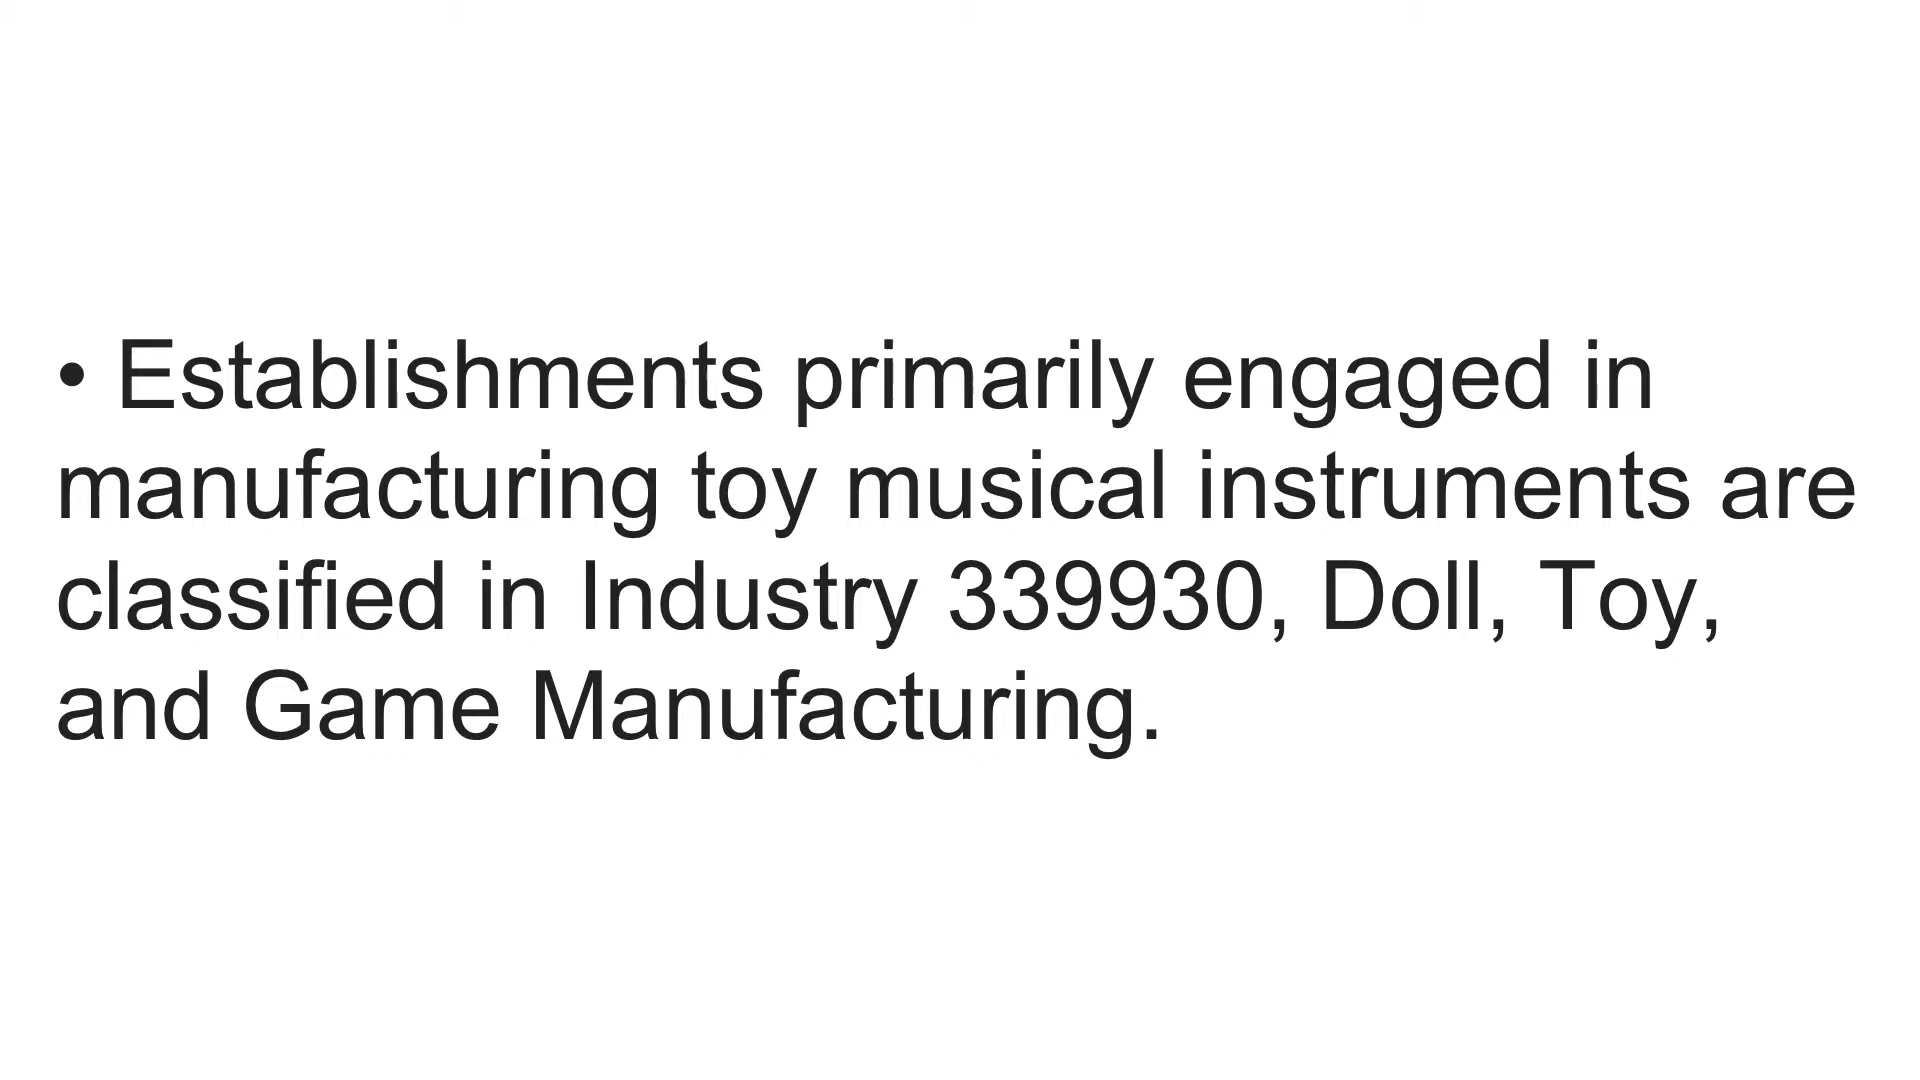 • Establishments primarily engaged in
manufacturing toy musical instruments are
classified in Industry 339930, Doll, Toy,
and Game Manufacturing.